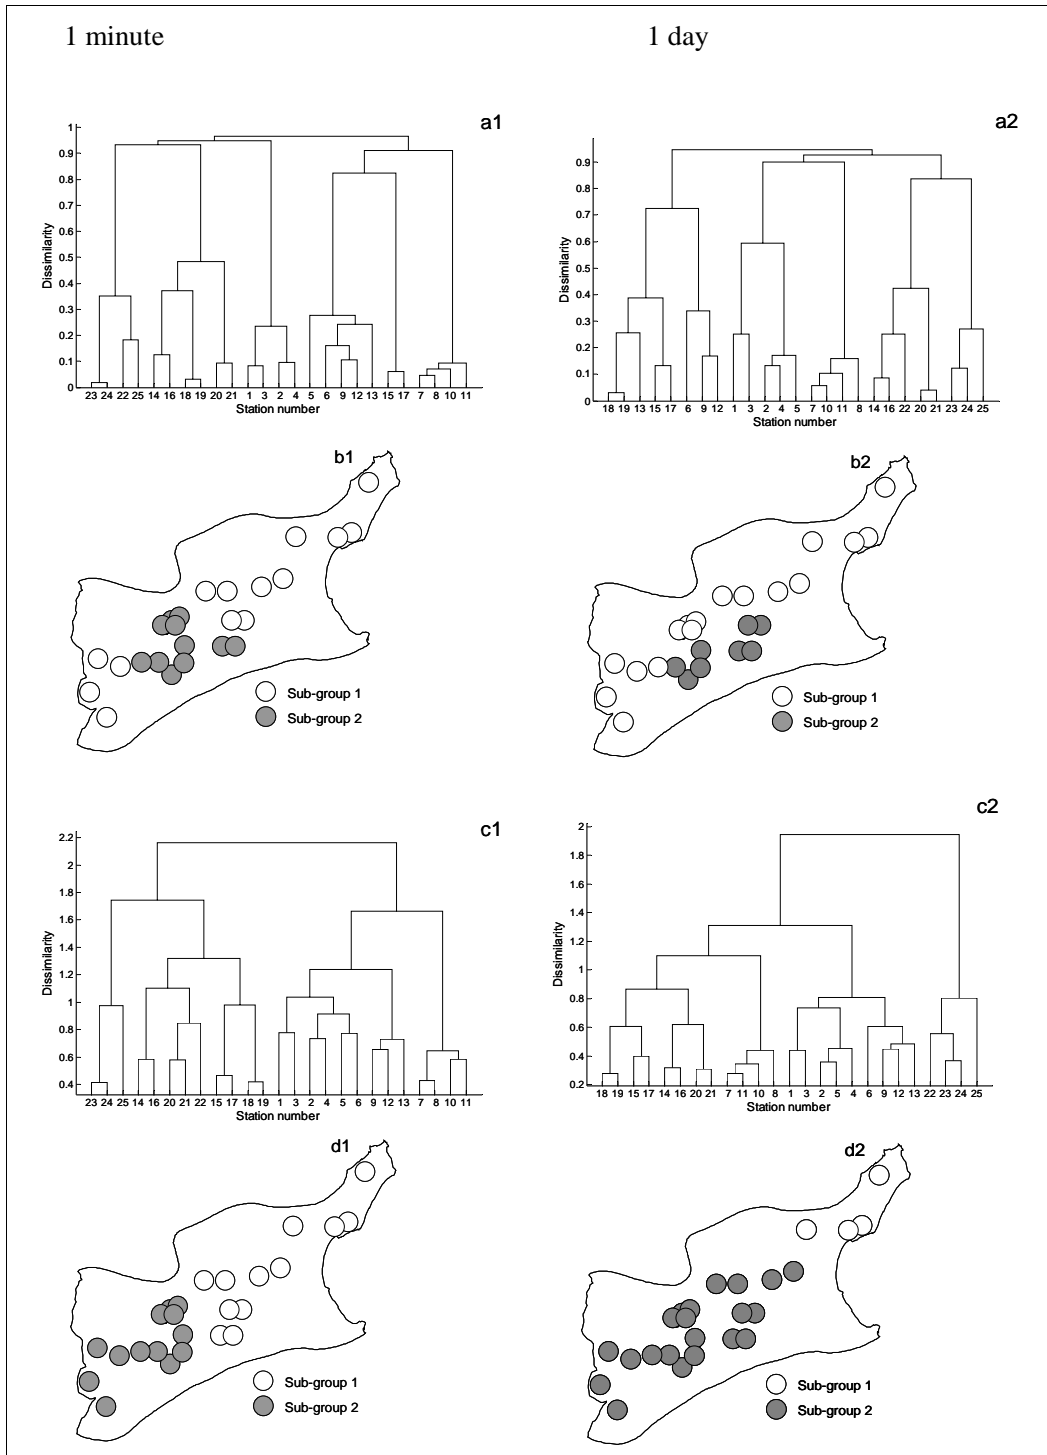 1 minute 1 day
a1
1
0.9
0.8
0.7
0.6
0.5
0.4
0.3
0.2
0.1
0
Dissimilarity
23 24 22 25 14 16 18 19 20 21 1 3 2 4 5 6 9 12 13 15 17 7 8 10 11
Station number
a2
0.9
0.8
0.7
0.6
0.5
0.4
0.3
0.2
0.1
0
Dissimilarity
18 19 13 15 17 6 9 12 1 3 2 4 5 7 10 11 8 14 16 22 20 21 23 24 25
Station number
b1
Sub-group 1
Sub-group 2
b2
Sub-group 1
Sub-group 2
c1
2.2
2
1.8
1.6
1.4
1.2
1
0.8
0.6
0.4
Dissimilarity
23 24 25 14 16 20 21 22 15 17 18 19 1 3 2 4 5 6 9 12 13 7 8 10 11
Station number
c2
2
1.8
1.6
1.4
1.2
1
0.8
0.6
0.4
0.2
Dissimilarity
18 19 15 17 14 16 20 21 7 11 10 8 1 3 2 5 4 6 9 12 13 22 23 24 25
Station number
d1
Sub-group 1
Sub-group 2
d2
Sub-group 1
Sub-group 2